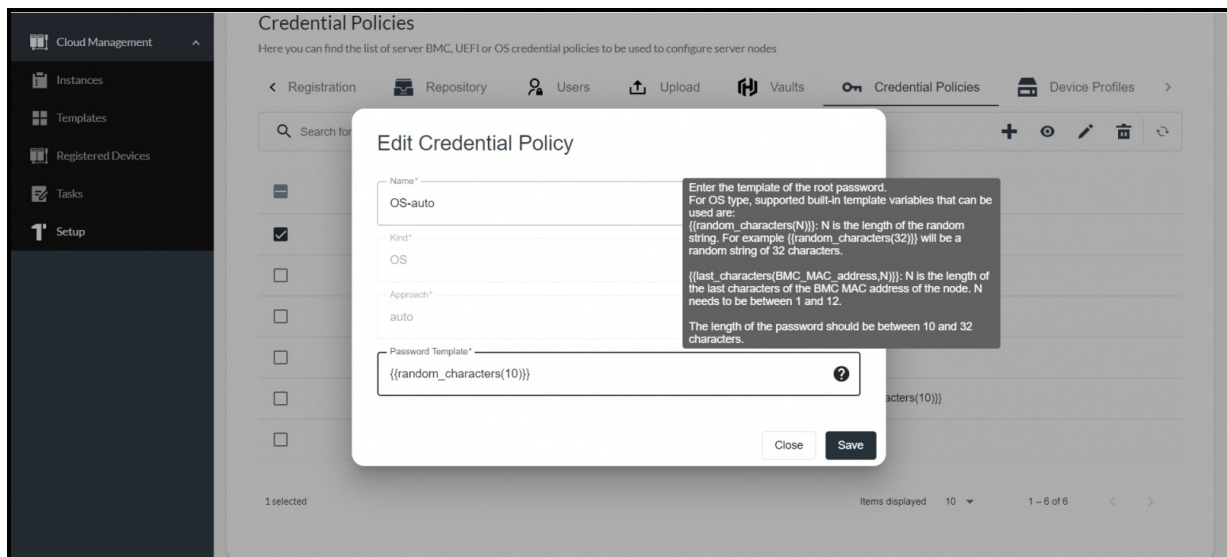 Credential Policies
Here you can find the list of server BMC, UEFI or OS credential policies to be used to configure server nodes
Cloud Management
Instances
Templates
Registered Devices
Tasks
Setup
Registration
Repository
Users
Upload
Vaults
Credential Policies
Device Profiles
Search for
Edit Credential Policy
Name*
OS-auto
Kind*
OS
Approach*
auto
Password Template*
{{random_characters(10)}}
Enter the template of the root password.
For OS type, supported built-in template variables that can be
used are:
{{random_characters(N)}}: N is the length of the random
string. For example {{random_characters(32)}} will be a
random string of 32 characters.
{{last_characters(BMC_MAC_address,N)}}: N is the length of
the last characters of the BMC MAC address of the node. N
needs to be between 1 and 12.
The length of the password should be between 10 and 32
characters.
acters(10)}}
Close
Save
1 selected
Items displayed 10
1 – 6 of 6